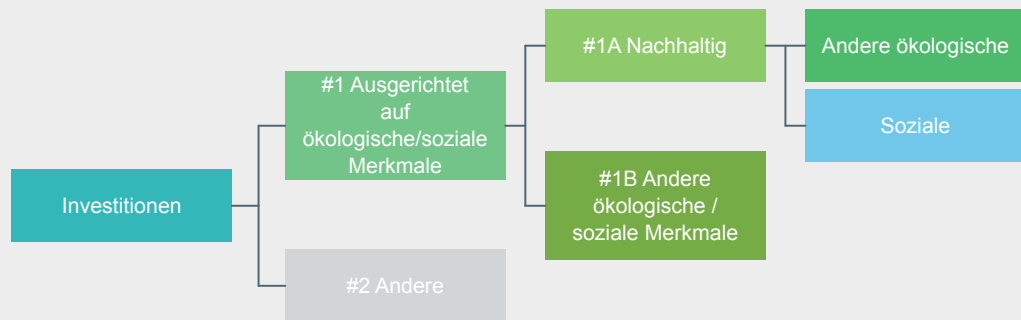 Investitionen
#1 Ausgerichtet
auf
ökologische/soziale
Merkmale
#2 Andere
#1A Nachhaltig
#1B Andere
ökologische /
soziale Merkmale
Andere ökologische
Soziale